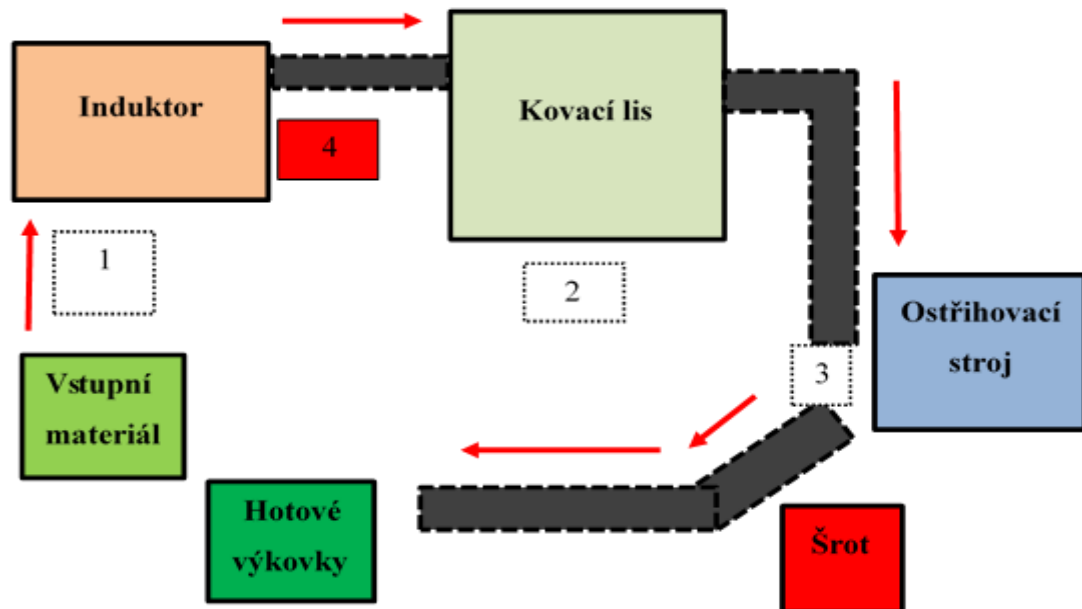 Induktor
Kovací lis
4
1
2
Ostřihovací
stroj
3
Vstupní
materiál
Hotové
výkovky
Šrot